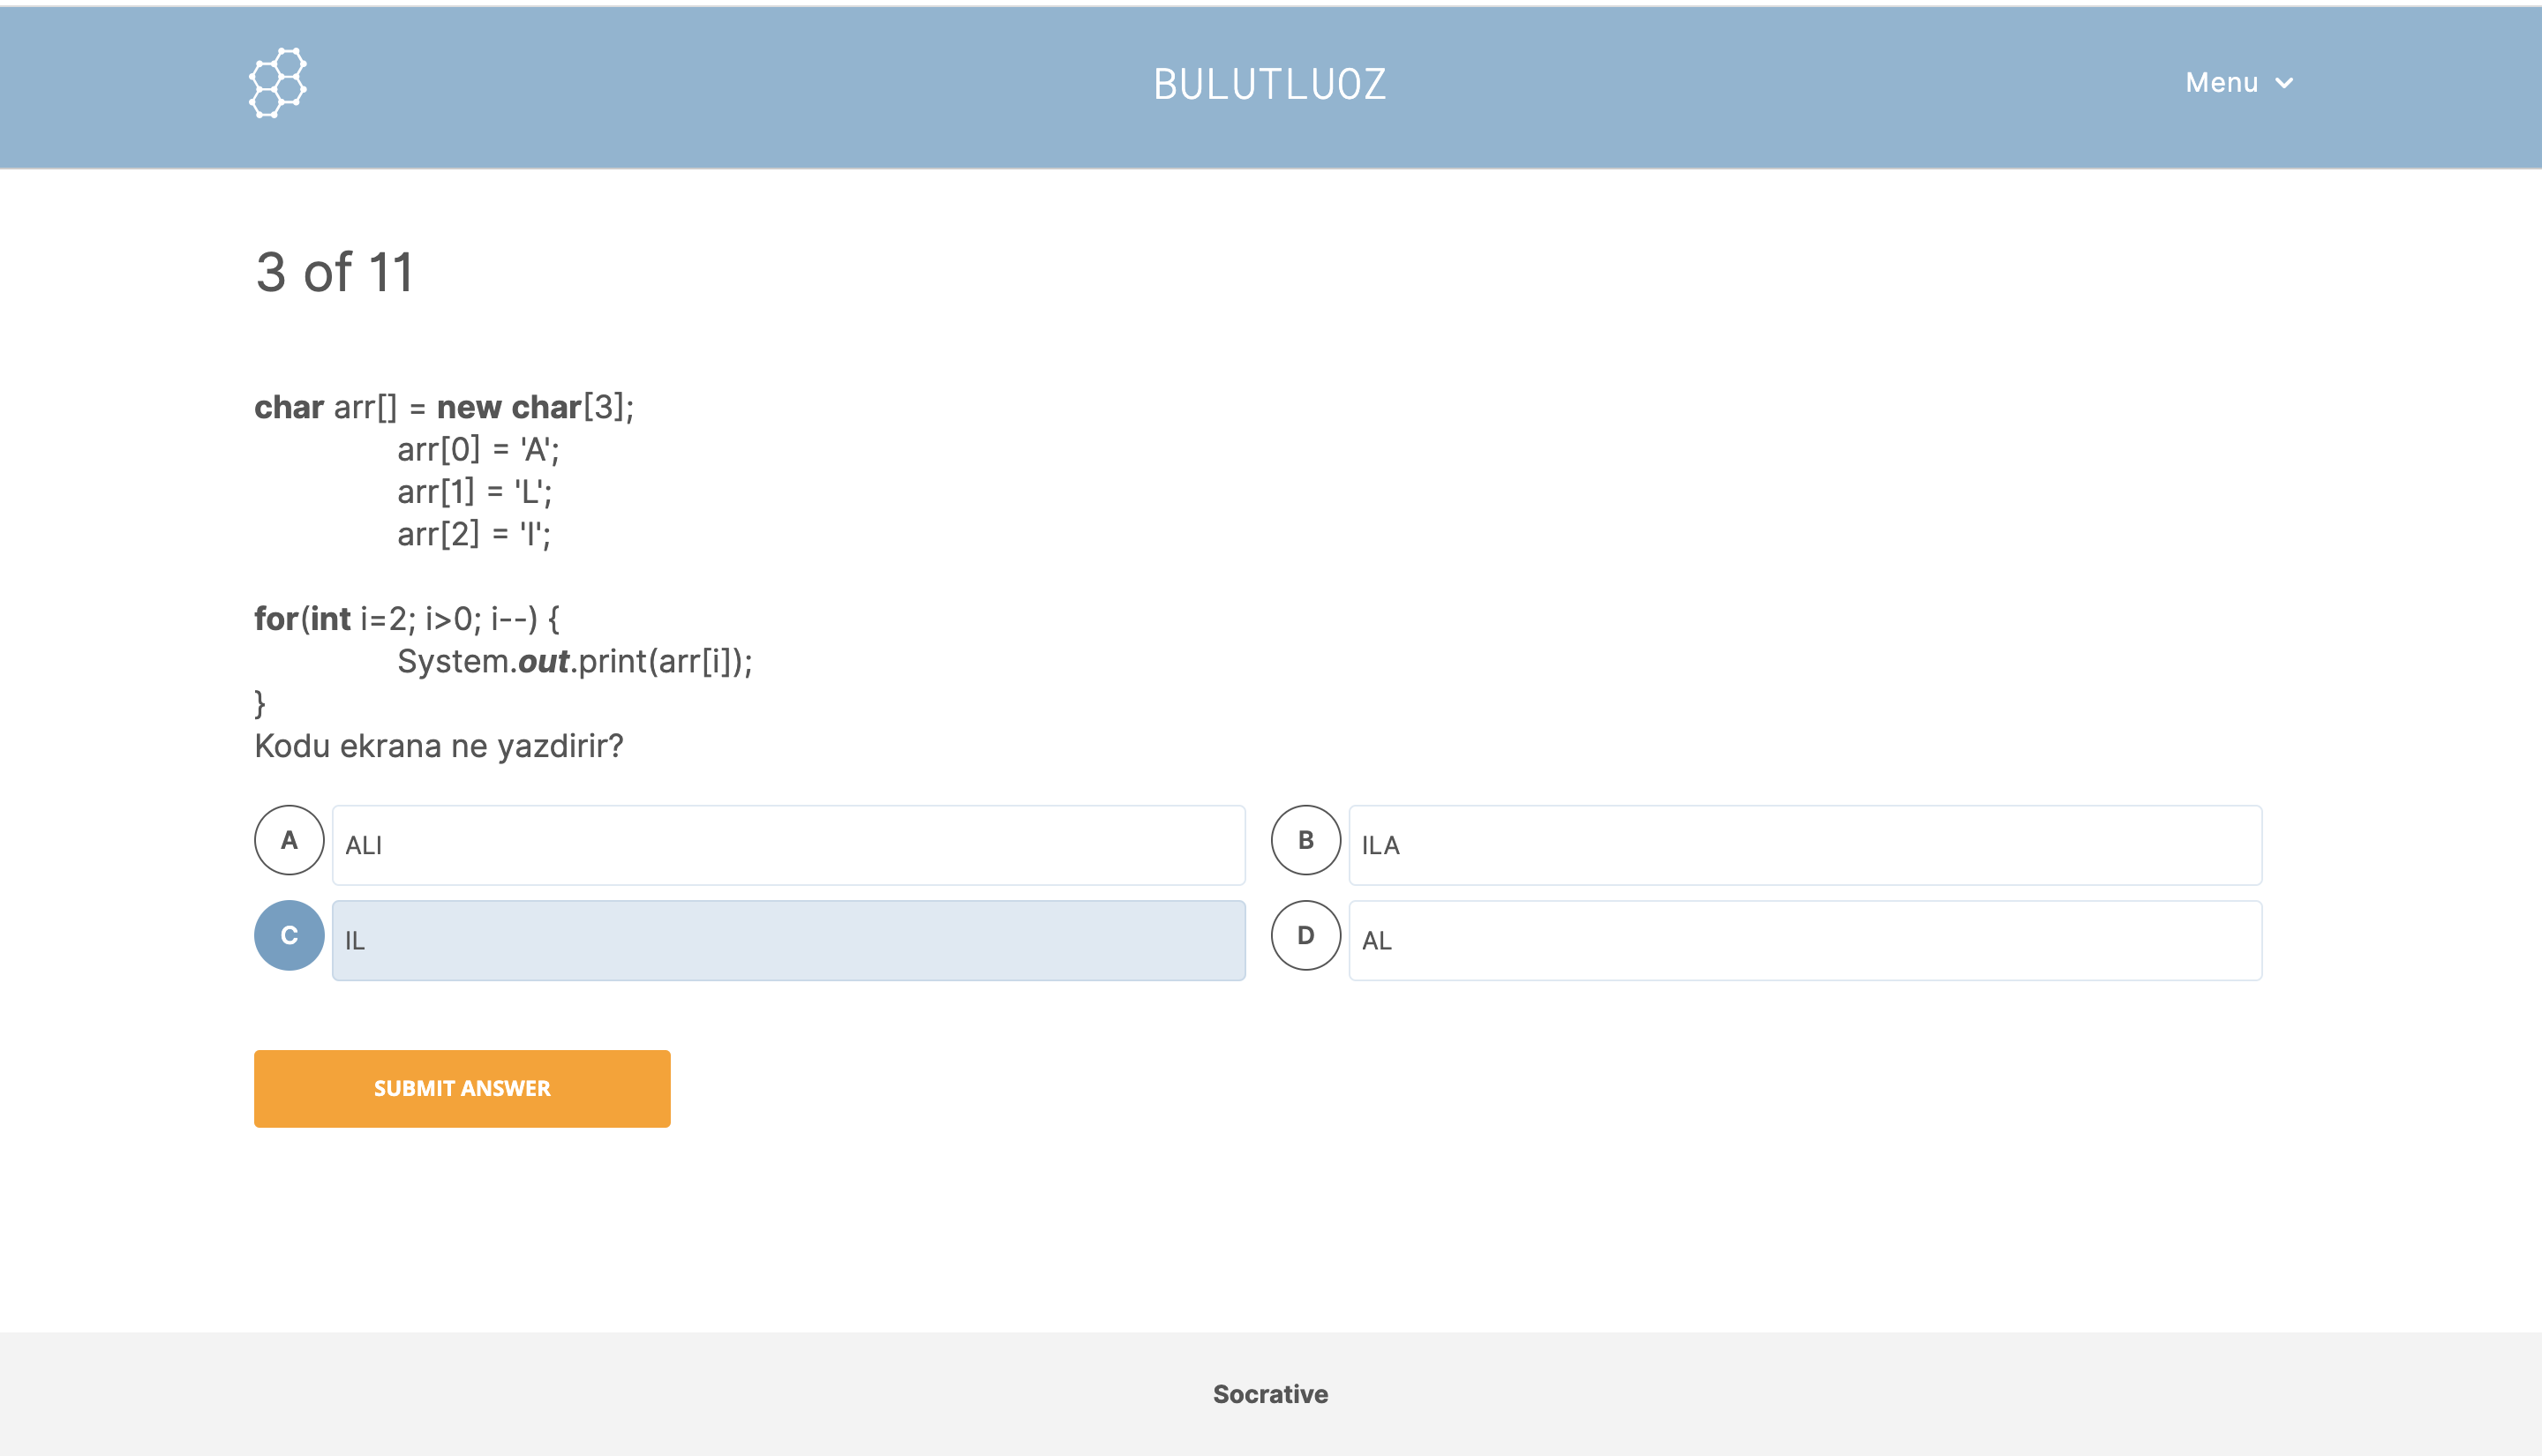 BULUTLUOZ
Menu
3 of 11
char arr[] = new char[3];
arr[0] = 'A';
arr[1] = 'L';
arr[2] = 'I';
for(int i=2; i>0; i--) {
System.out.print(arr[i]);
}
Kodu ekrana ne yazdirir?
A ALI
B ILA
C IL
D AL
SUBMIT ANSWER
Socrative